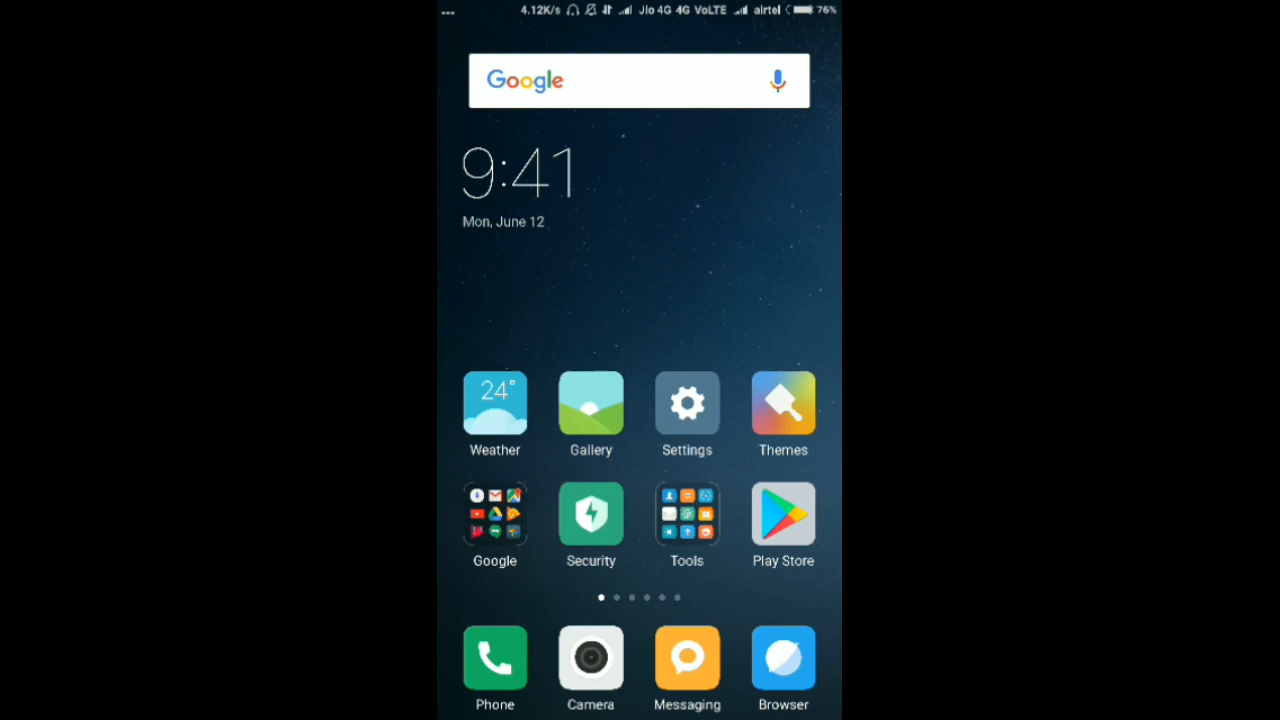 ... 4.12K/s Jio 4G 4G VoLTE airtel 76%
Google
9:41
Mon, June 12
24°
Weather Gallery Settings Themes
Google Security Tools Play Store
Phone Camera Messaging Browser